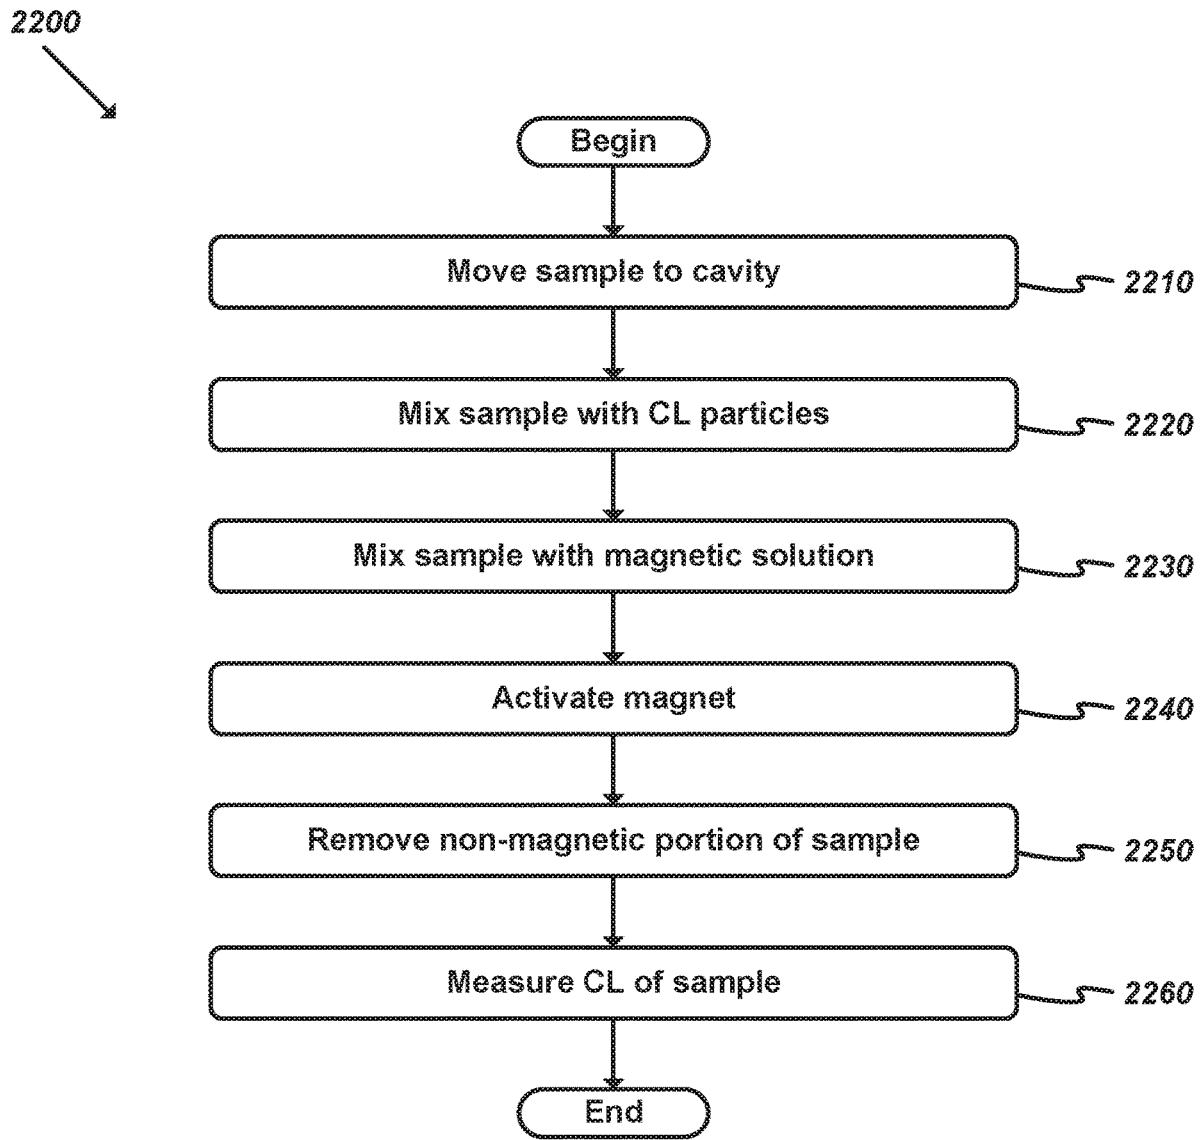 2200
Begin
Move sample to cavity
2210
Mix sample with CL particles
2220
Mix sample with magnetic solution
2230
Activate magnet
2240
Remove non-magnetic portion of sample
2250
Measure CL of sample
2260
End